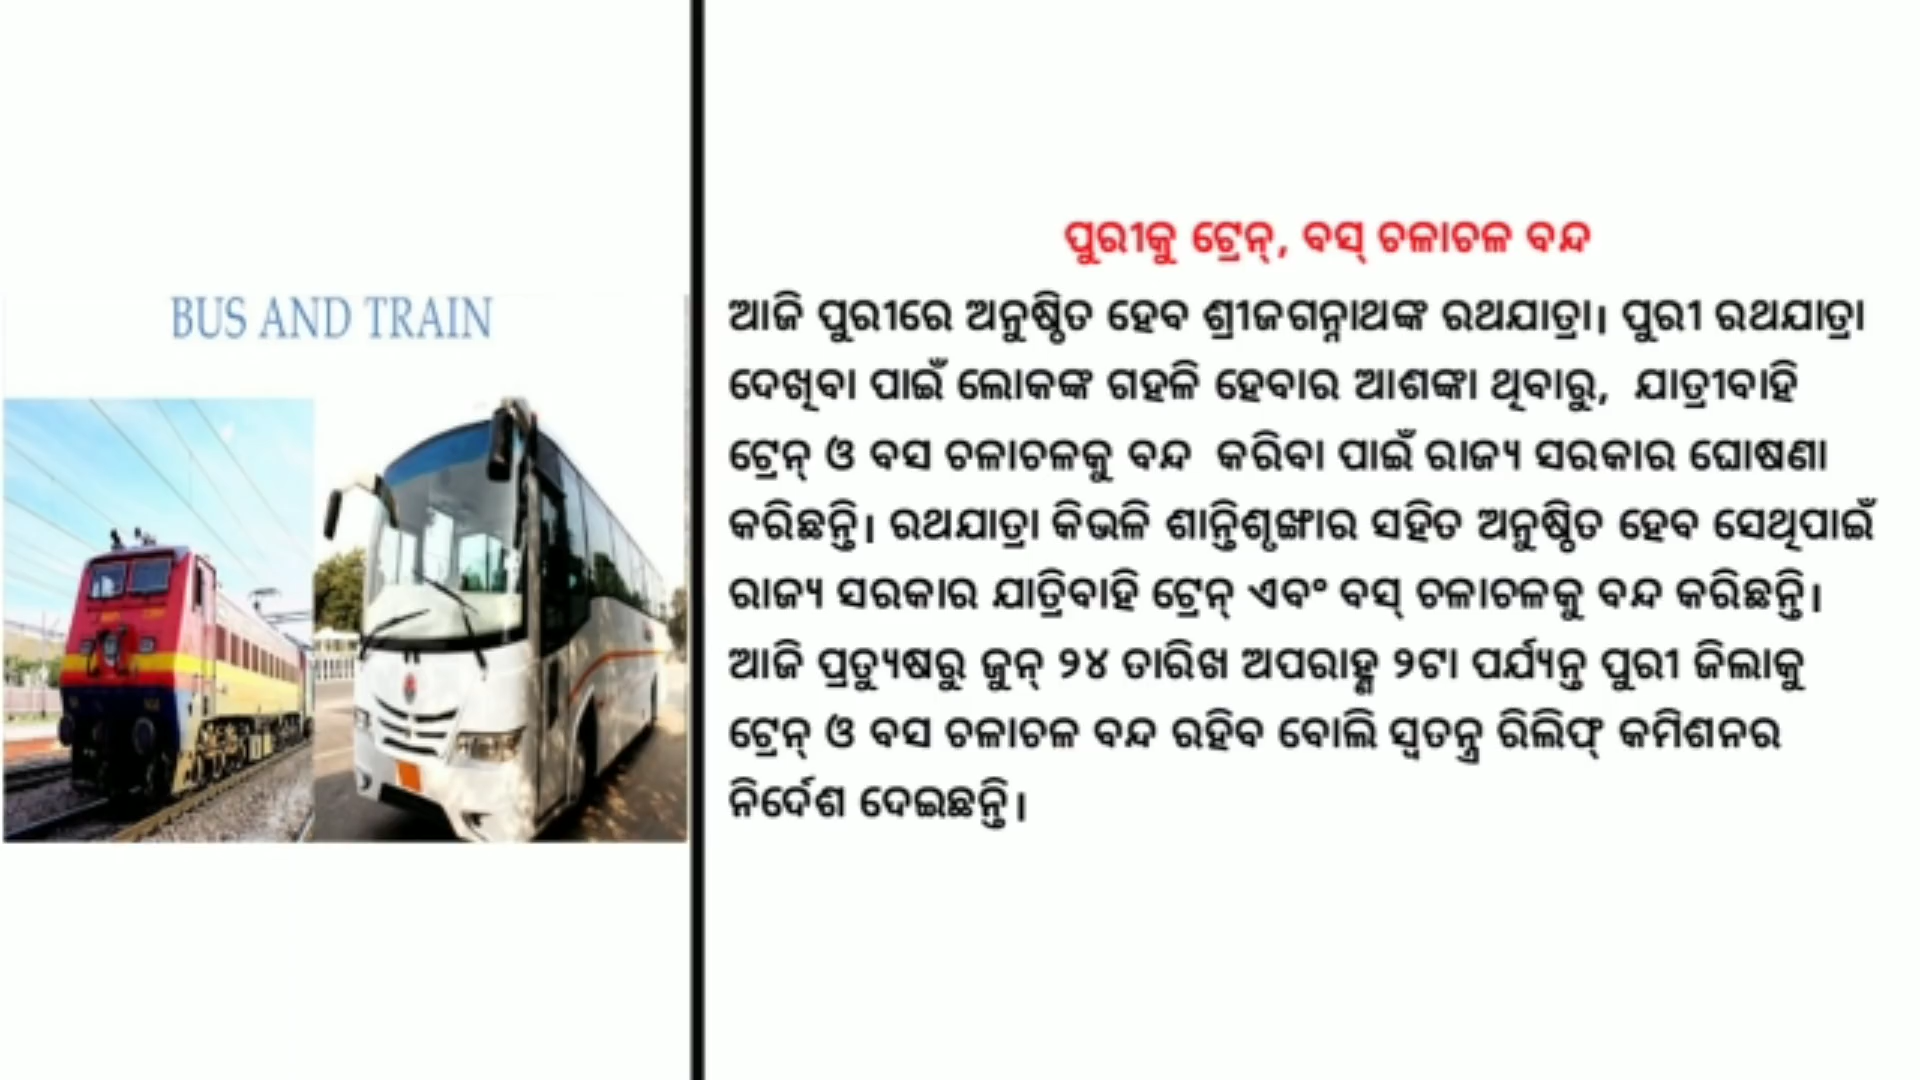 BUS AND TRAIN
ପୁରୀକୁ ଟ୍ରେନ୍, ବସ୍ ଚଳାଚଳ ବନ୍ଦ
ଆଜି ପୁରୀରେ ଅନୁଷ୍ଠିତ ହେବ ଶ୍ରୀଜଗନ୍ନାଥଙ୍କ ରଥଯାତ୍ରା। ପୁରୀ ରଥଯାତ୍ରା
ଦେଖିବା ପାଇଁ ଲୋକଙ୍କ ଗହଳି ହେବାର ଆଶଙ୍କା ଥିବାରୁ, ଯାତ୍ରୀବାହି
ଟ୍ରେନ୍ ଓ ବସ ଚଳାଚଳକୁ ବନ୍ଦ କରିବା ପାଇଁ ରାଜ୍ୟ ସରକାର ଘୋଷଣା
କରିଛନ୍ତି। ରଥଯାତ୍ରା କିଭଳି ଶାନ୍ତିଶୃଙ୍ଖାର ସହିତ ଅନୁଷ୍ଠିତ ହେବ ସେଥିପାଇଁ
ରାଜ୍ୟ ସରକାର ଯାତ୍ରିବାହି ଟ୍ରେନ୍ ଏବଂ ବସ୍ ଚଳାଚଳକୁ ବନ୍ଦ କରିଛନ୍ତି।
ଆଜି ପ୍ରତ୍ୟୁଷରୁ ଜୁନ୍ ୨୪ ତାରିଖ ଅପରାହ୍ଣ ୨ଟା ପର୍ଯ୍ୟନ୍ତ ପୁରୀ ଜିଲାକୁ
ଟ୍ରେନ୍ ଓ ବସ ଚଳାଚଳ ବନ୍ଦ ରହିବ ବୋଲି ସ୍ୱତନ୍ତ୍ର ରିଲିଫ୍ କମିଶନର
ନିର୍ଦେଶ ଦେଇଛନ୍ତି।